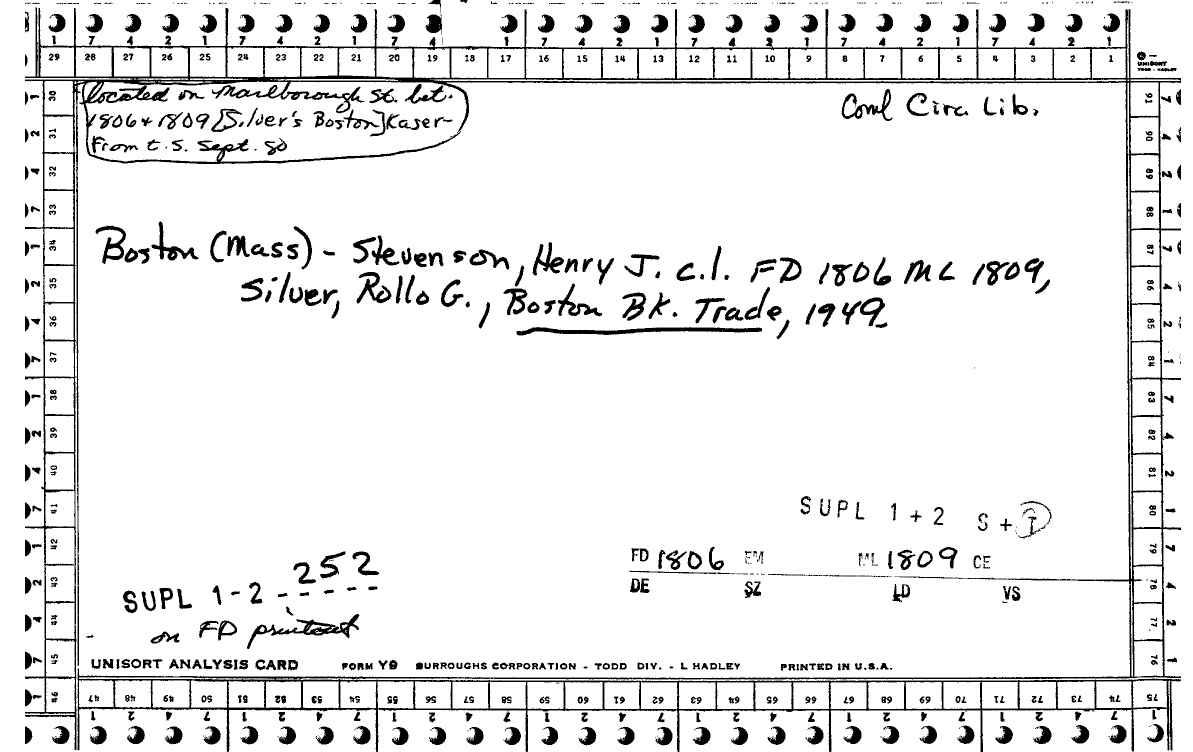 1 7 4 2 1 7 4 2 1 7 4 1 7 4 2 1 7 4 2 1 7 4 2 1 7 4 2 1
29 28 27 26 25 24 23 22 21 20 19 18 17 16 15 14 13 12 11 10 9 8 7 6 5 4 3 2 1
UNISORT
TODD - HADLEY
located on Marlborough St. bet.
1806 + 1809 [Silver's Boston] Kaser
From t. S. Sept. 80
Coml Circ. Lib.
Boston (Mass) - Stevenson, Henry J. c.l. FD 1806 ML 1809,
Silver, Rollo G., Boston Bk. Trade, 1949.
SUPL 1 + 2 S + T
FD 1806 EM ML 1809 CE
DE SZ LD VS
252
SUPL 1-2 -----
on FD printout
UNISORT ANALYSIS CARD FORM Y9 BURROUGHS CORPORATION - TODD DIV. - L HADLEY PRINTED IN U.S.A.
30 31 32 33 34 35 36 37 38 39 40 41 42 43 44 45 46
47 48 49 50 51 52 53 54 55 56 57 58 59 60 61 62 63 64 65 66 67 68 69 70 71 72 73 74 75
91 90 89 88 87 86 85 84 83 82 81 80 79 78 77 76